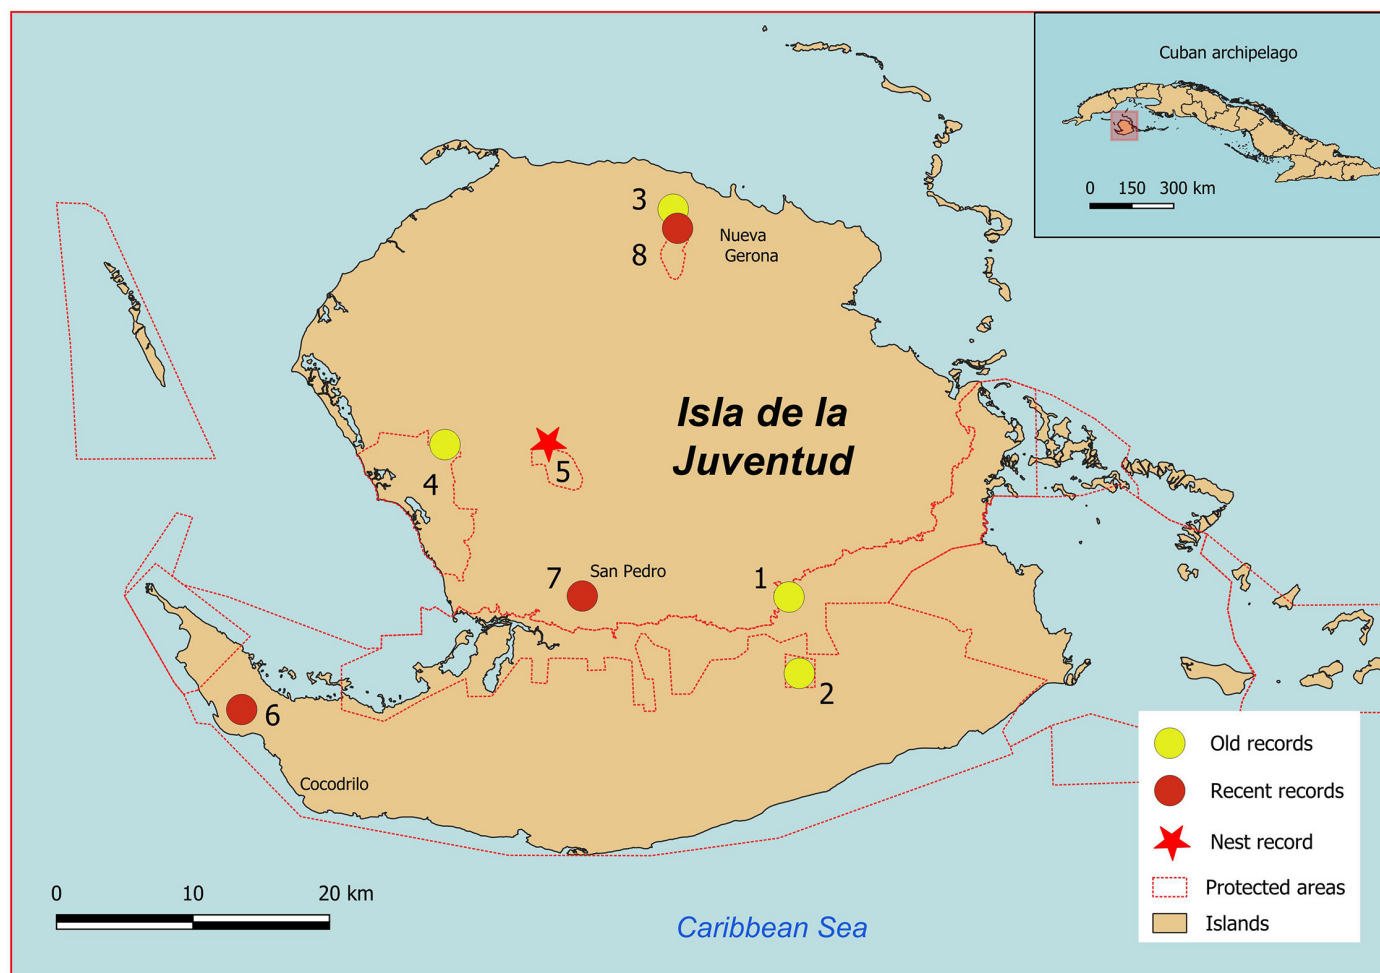 Cuban archipelago
0 150 300 km
3
Nueva
Gerona
8
Isla de la
Juventud
4
5
7
San Pedro
1
2
6
Cocodrilo
0 10 20 km
Caribbean Sea
Old records
Recent records
Nest record
Protected areas
Islands